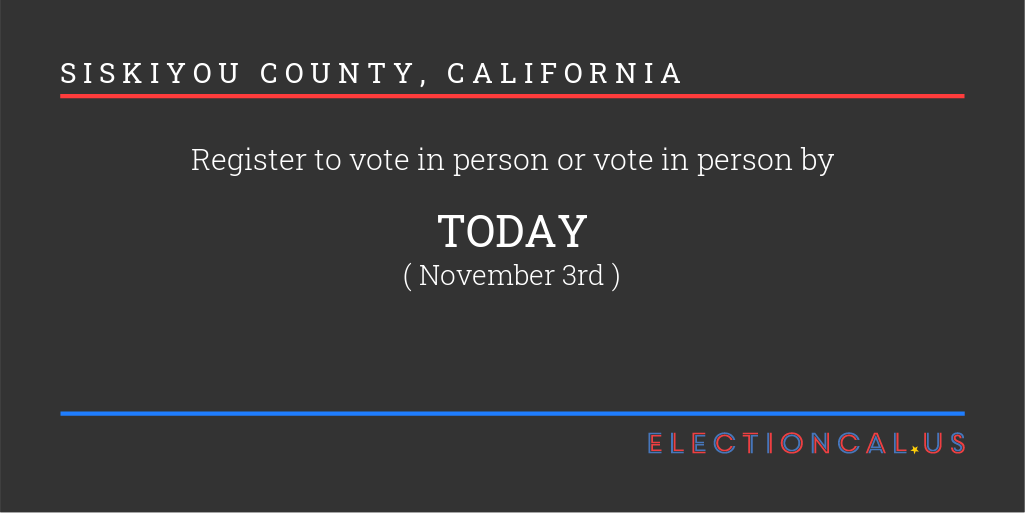 SISKIYOU COUNTY, CALIFORNIA
Register to vote in person or vote in person by
TODAY
( November 3rd )
ELECTIONCAL.US